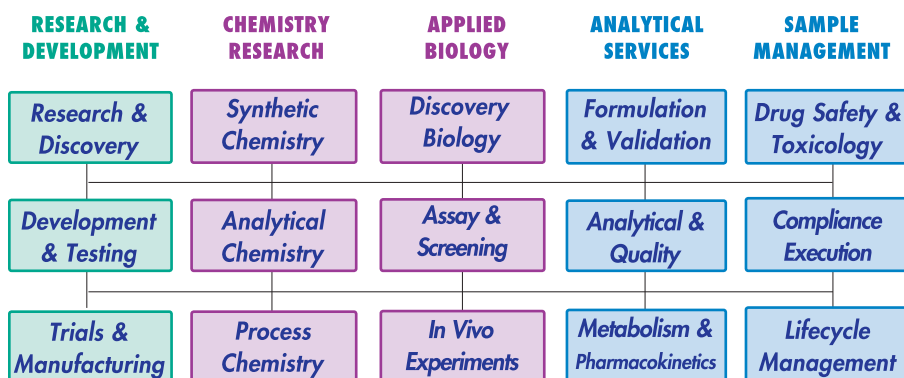 RESEARCH &
DEVELOPMENT
CHEMISTRY
RESEARCH
APPLIED
BIOLOGY
ANALYTICAL
SERVICES
SAMPLE
MANAGEMENT
Research &
Discovery
Synthetic
Chemistry
Discovery
Biology
Formulation
& Validation
Drug Safety &
Toxicology
Development
& Testing
Analytical
Chemistry
Assay &
Screening
Analytical &
Quality
Compliance
Execution
Trials &
Manufacturing
Process
Chemistry
In Vivo
Experiments
Metabolism &
Pharmacokinetics
Lifecycle
Management